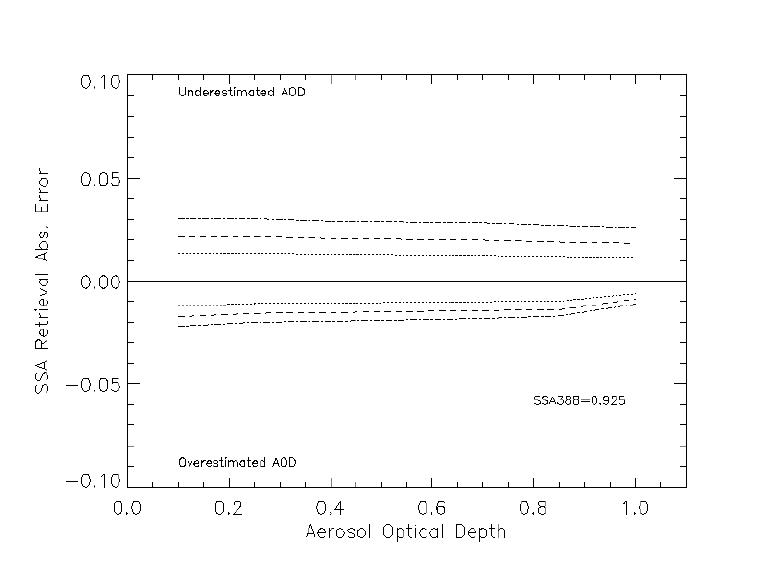 0.10
Underestimated AOD
0.05
0.00
SSA Retrieval Abs. Error
−0.05
SSA388=0.925
Overestimated AOD
−0.10
0.0 0.2 0.4 0.6 0.8 1.0
Aerosol Optical Depth